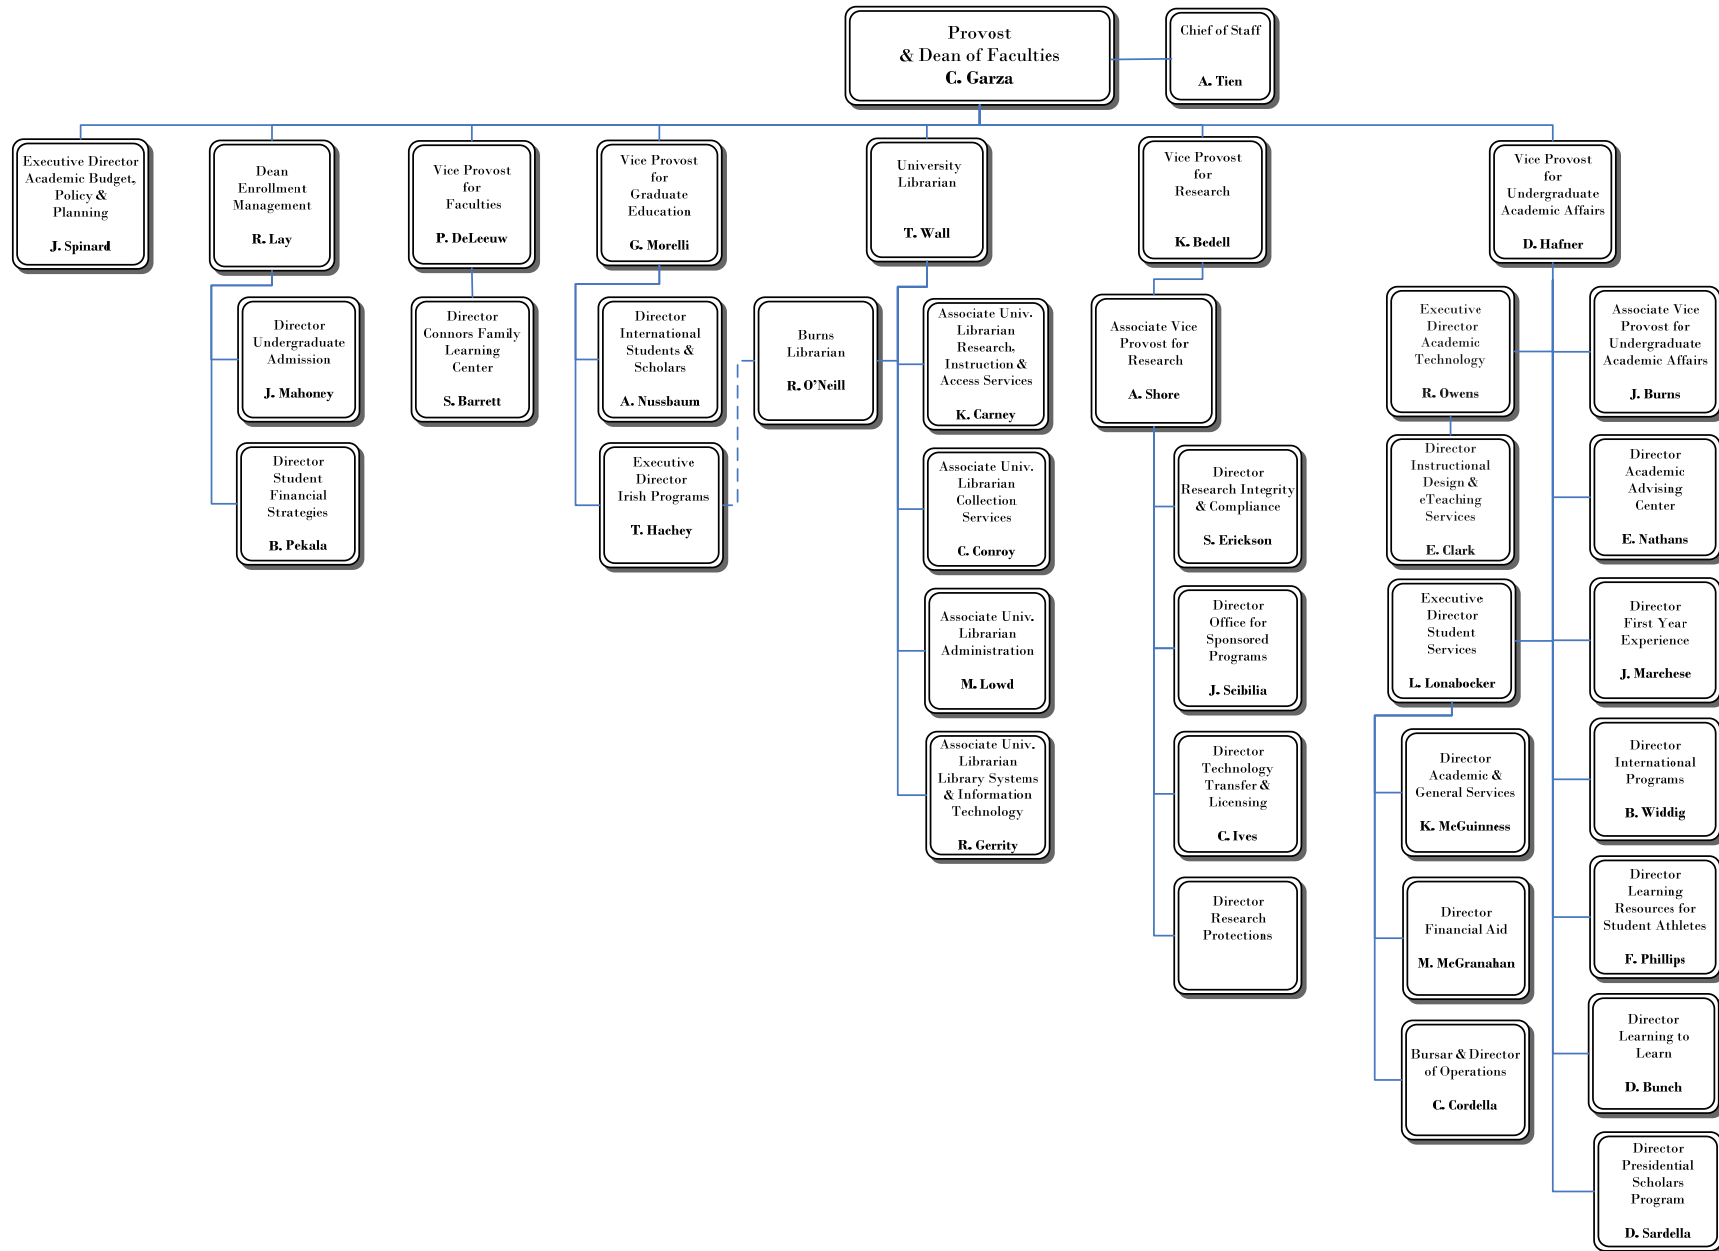 Provost
& Dean of Faculties
C. Garza
Chief of Staff
A. Tien
Executive Director
Academic Budget,
Policy &
Planning
J. Spinard
Dean
Enrollment
Management
R. Lay
Vice Provost
for
Faculties
P. DeLeeuw
Vice Provost
for
Graduate
Education
G. Morelli
University
Librarian
T. Wall
Vice Provost
for
Research
K. Bedell
Vice Provost
for
Undergraduate
Academic Affairs
D. Hafner
Director
Undergraduate
Admission
J. Mahoney
Director
Student
Financial
Strategies
B. Pekala
Director
Connors Family
Learning
Center
S. Barrett
Director
International
Students &
Scholars
A. Nussbaum
Executive
Director
Irish Programs
T. Hachey
Burns
Librarian
R. O'Neill
Associate Univ.
Librarian
Research,
Instruction &
Access Services
K. Carney
Associate Univ.
Librarian
Collection
Services
C. Conroy
Associate Univ.
Librarian
Administration
M. Lowd
Associate Univ.
Librarian
Library Systems
& Information
Technology
R. Gerrity
Associate Vice
Provost for
Research
A. Shore
Director
Research Integrity
& Compliance
S. Erickson
Director
Office for
Sponsored
Programs
J. Scibilia
Director
Technology
Transfer &
Licensing
C. Ives
Director
Research
Protections
Executive
Director
Academic
Technology
R. Owens
Director
Instructional
Design &
eTeaching
Services
E. Clark
Executive
Director
Student
Services
L. Lonabocker
Director
Academic &
General Services
K. McGuinness
Director
Financial Aid
M. McGranahan
Bursar & Director
of Operations
C. Cordella
Associate Vice
Provost for
Undergraduate
Academic Affairs
J. Burns
Director
Academic
Advising
Center
E. Nathans
Director
First Year
Experience
J. Marchese
Director
International
Programs
B. Widdig
Director
Learning
Resources for
Student Athletes
F. Phillips
Director
Learning to
Learn
D. Bunch
Director
Presidential
Scholars
Program
D. Sardella